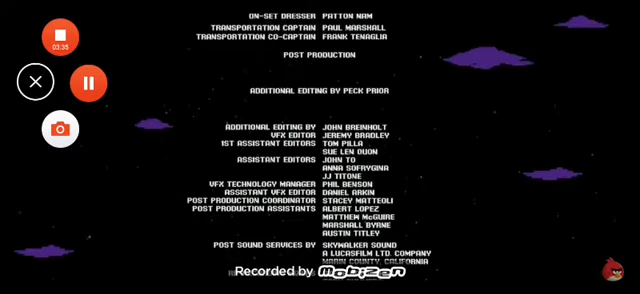 ON-SET DRESSER PATTON NAM
TRANSPORTATION CAPTAIN PAUL MARSHALL
TRANSPORTATION CO-CAPTAIN FRANK TENAGLIA
POST PRODUCTION
ADDITIONAL EDITING BY PECK PRIOR
ADDITIONAL EDITING BY JOHN BREINHOLT
VFX EDITOR JEREMY BRADLEY
1ST ASSISTANT EDITORS TOM PILLA
SUE LEN QUON
ASSISTANT EDITORS JOHN TO
ANNA SOFRYGINA
JJ TITONE
VFX TECHNOLOGY MANAGER PHIL BENSON
ASSISTANT VFX EDITOR DANIEL ARKIN
POST PRODUCTION COORDINATOR STACEY MATTEOLI
POST PRODUCTION ASSISTANTS ALBERT LOPEZ
MATTHEW McGUIRE
MARSHALL BYRNE
AUSTIN TITLEY
POST SOUND SERVICES BY SKYWALKER SOUND
A LUCASFILM LTD. COMPANY
MARIN COUNTY, CALIFORNIA
Recorded by Mobizen
03:35